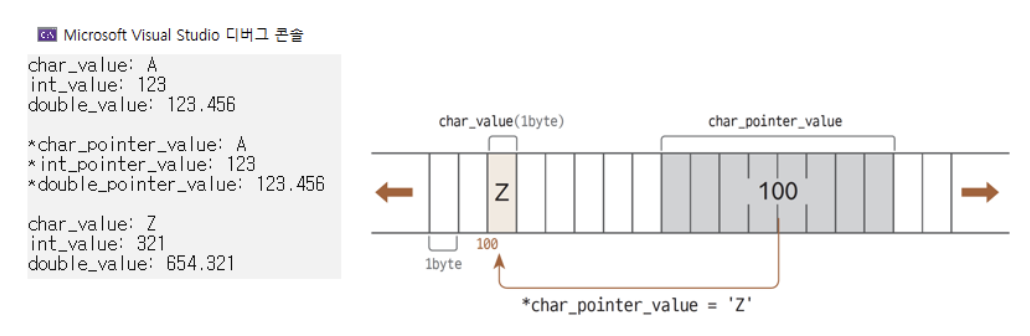 Microsoft Visual Studio 디버그 콘솔
char_value: A
int_value: 123
double_value: 123.456
*char_pointer_value: A
*int_pointer_value: 123
*double_pointer_value: 123.456
char_value: Z
int_value: 321
double_value: 654.321
char_value(1byte)
char_pointer_value
Z
100
100
1byte
*char_pointer_value = 'Z'